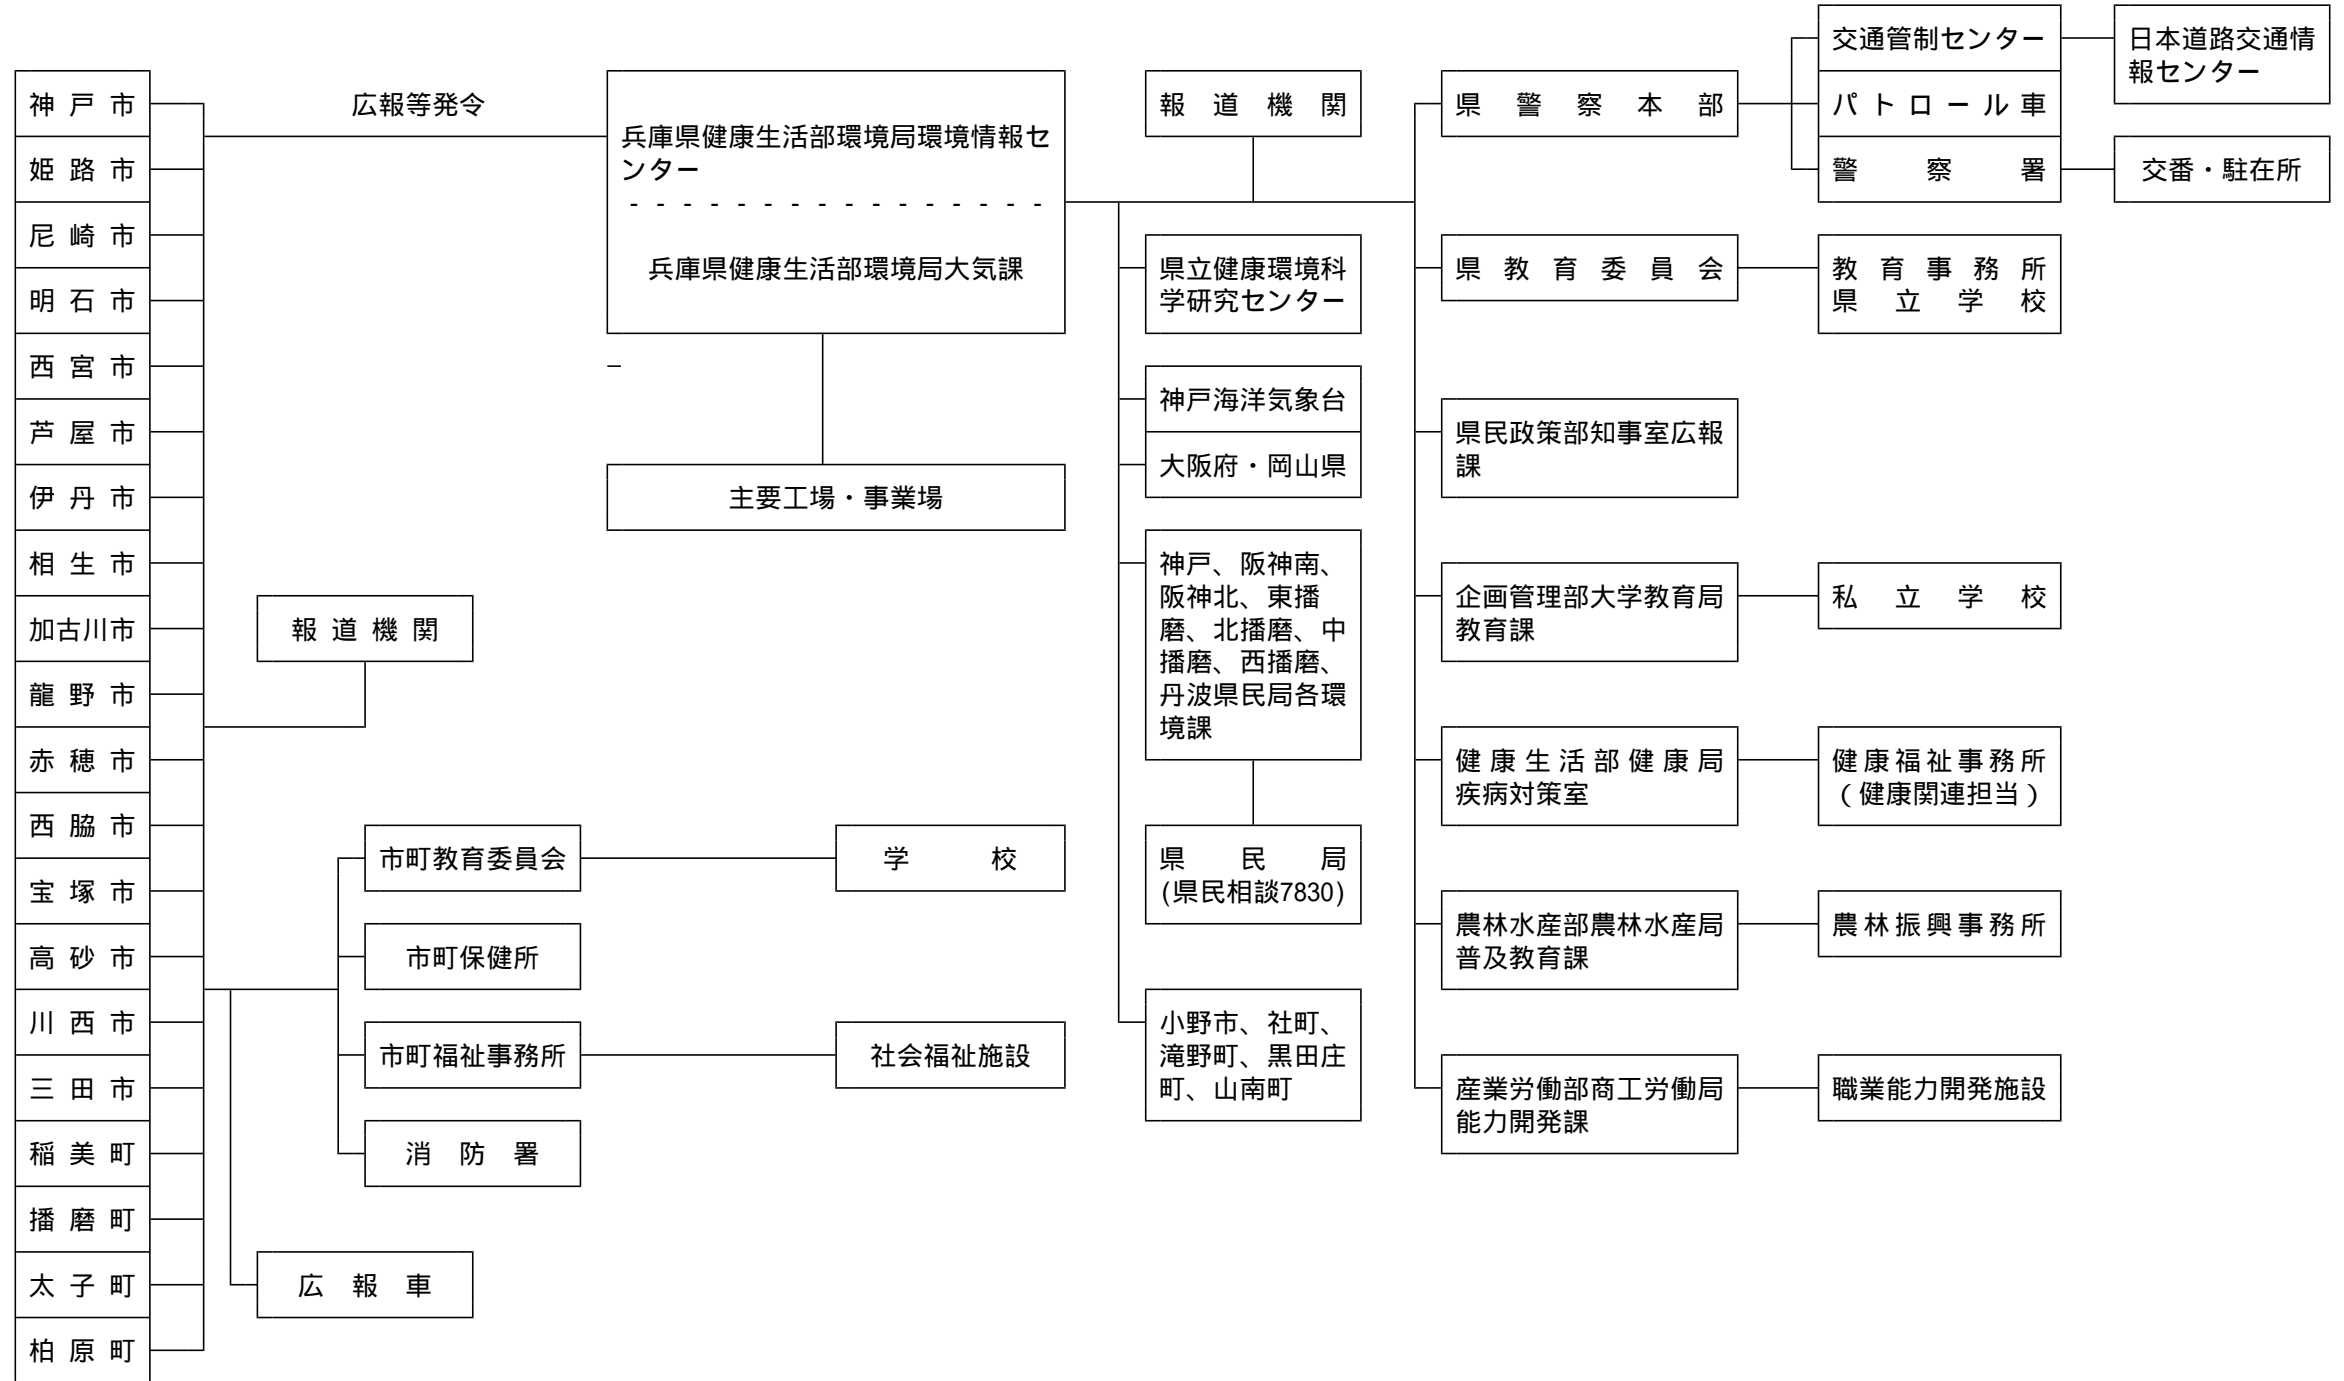 神戸市
姫路市
尼崎市
明石市
西宮市
芦屋市
伊丹市
相生市
加古川市
龍野市
赤穂市
西脇市
宝塚市
高砂市
川西市
三田市
稲美町
播磨町
太子町
柏原町
広報等発令
報道機関
市町教育委員会
市町保健所
市町福祉事務所
消防署
広報車
兵庫県健康生活部環境局環境情報セ
ンター
- - - - - - - - - - - - - - - -
兵庫県健康生活部環境局大気課
主要工場・事業場
学校
社会福祉施設
報道機関
県立健康環境科
学研究センター
神戸海洋気象台
大阪府・岡山県
神戸、阪神南、
阪神北、東播
磨、北播磨、中
播磨、西播磨、
丹波県民局各環
境課
県民局
(県民相談7830)
小野市、社町、
滝野町、黒田庄
町、山南町
県警察本部
県教育委員会
県民政策部知事室広報
課
企画管理部大学教育局
教育課
健康生活部健康局
疾病対策室
農林水産部農林水産局
普及教育課
産業労働部商工労働局
能力開発課
交通管制センター
パトロール車
警察署
教育事務所
県立学校
私立学校
健康福祉事務所
（健康関連担当）
農林振興事務所
職業能力開発施設
日本道路交通情
報センター
交番・駐在所